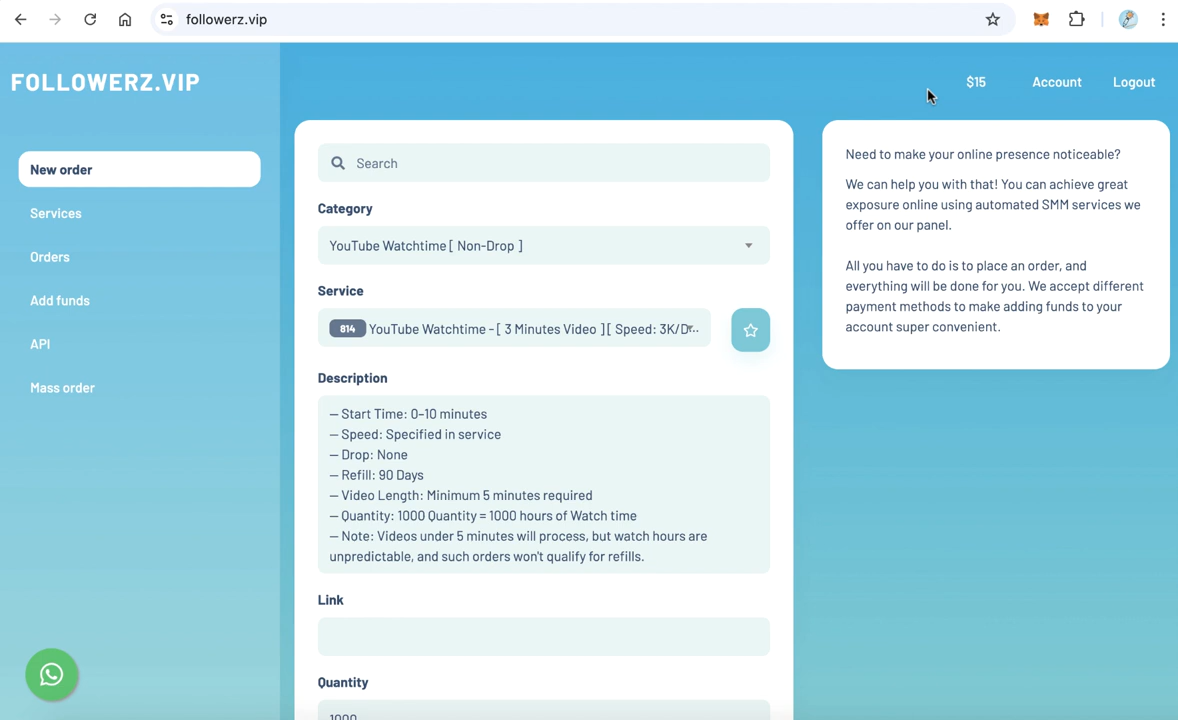 followerz.vip
FOLLOWERZ.VIP
$15
Account
Logout
New order
Services
Orders
Add funds
API
Mass order
Search
Category
YouTube Watchtime [ Non-Drop ]
Service
814 YouTube Watchtime - [ 3 Minutes Video ] [ Speed: 3K/D...
Description
— Start Time: 0–10 minutes
— Speed: Specified in service
— Drop: None
— Refill: 90 Days
— Video Length: Minimum 5 minutes required
— Quantity: 1000 Quantity = 1000 hours of Watch time
— Note: Videos under 5 minutes will process, but watch hours are
unpredictable, and such orders won't qualify for refills.
Link
Quantity
1000
Need to make your online presence noticeable?
We can help you with that! You can achieve great
exposure online using automated SMM services we
offer on our panel.
All you have to do is to place an order, and
everything will be done for you. We accept different
payment methods to make adding funds to your
account super convenient.